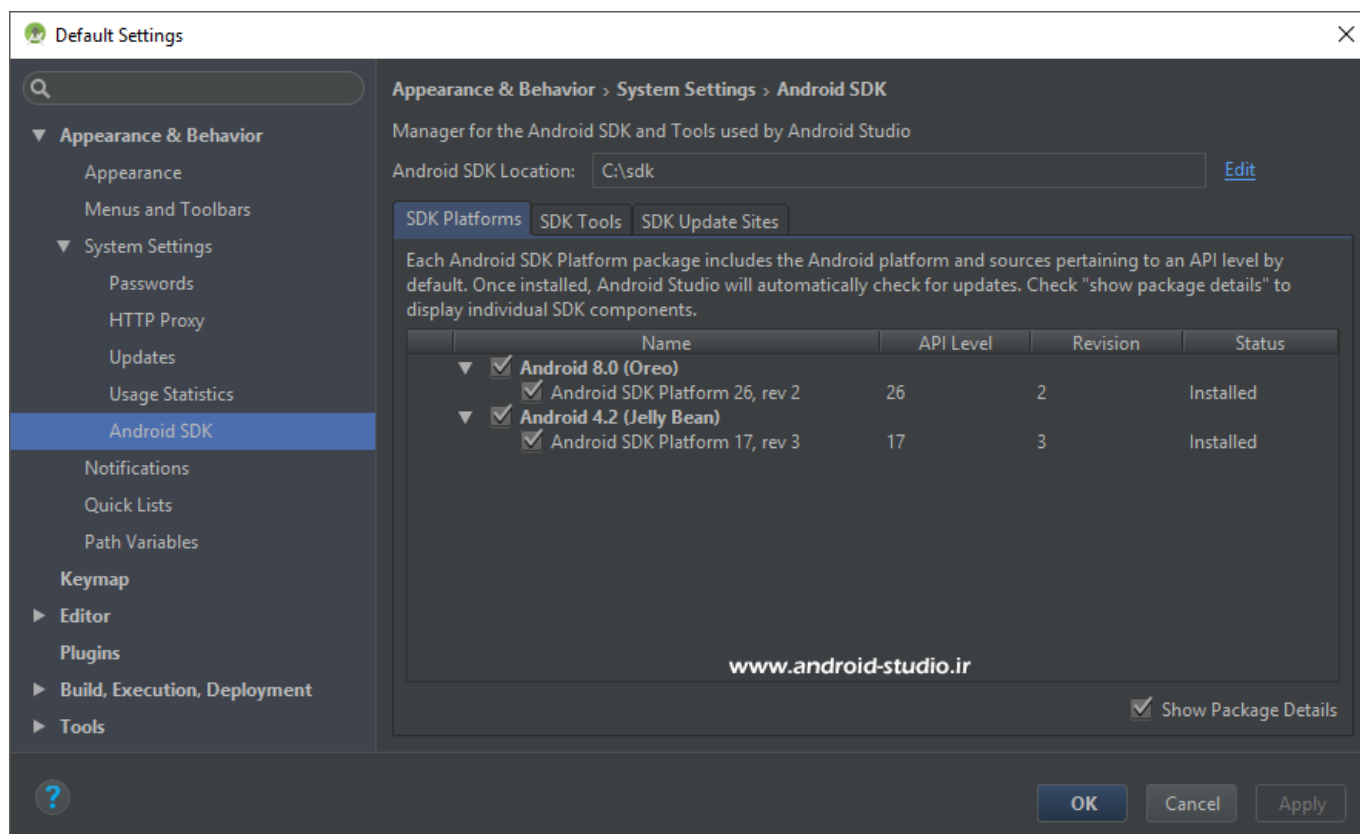 Default Settings
Appearance & Behavior
Appearance
Menus and Toolbars
System Settings
Passwords
HTTP Proxy
Updates
Usage Statistics
Android SDK
Notifications
Quick Lists
Path Variables
Keymap
Editor
Plugins
Build, Execution, Deployment
Tools
Appearance & Behavior › System Settings › Android SDK
Manager for the Android SDK and Tools used by Android Studio
Android SDK Location: C:\sdk Edit
SDK Platforms SDK Tools SDK Update Sites
Each Android SDK Platform package includes the Android platform and sources pertaining to an API level by
default. Once installed, Android Studio will automatically check for updates. Check "show package details" to
display individual SDK components.
Name API Level Revision Status
Android 8.0 (Oreo)
Android SDK Platform 26, rev 2 26 2 Installed
Android 4.2 (Jelly Bean)
Android SDK Platform 17, rev 3 17 3 Installed
www.android-studio.ir
Show Package Details
? OK Cancel Apply